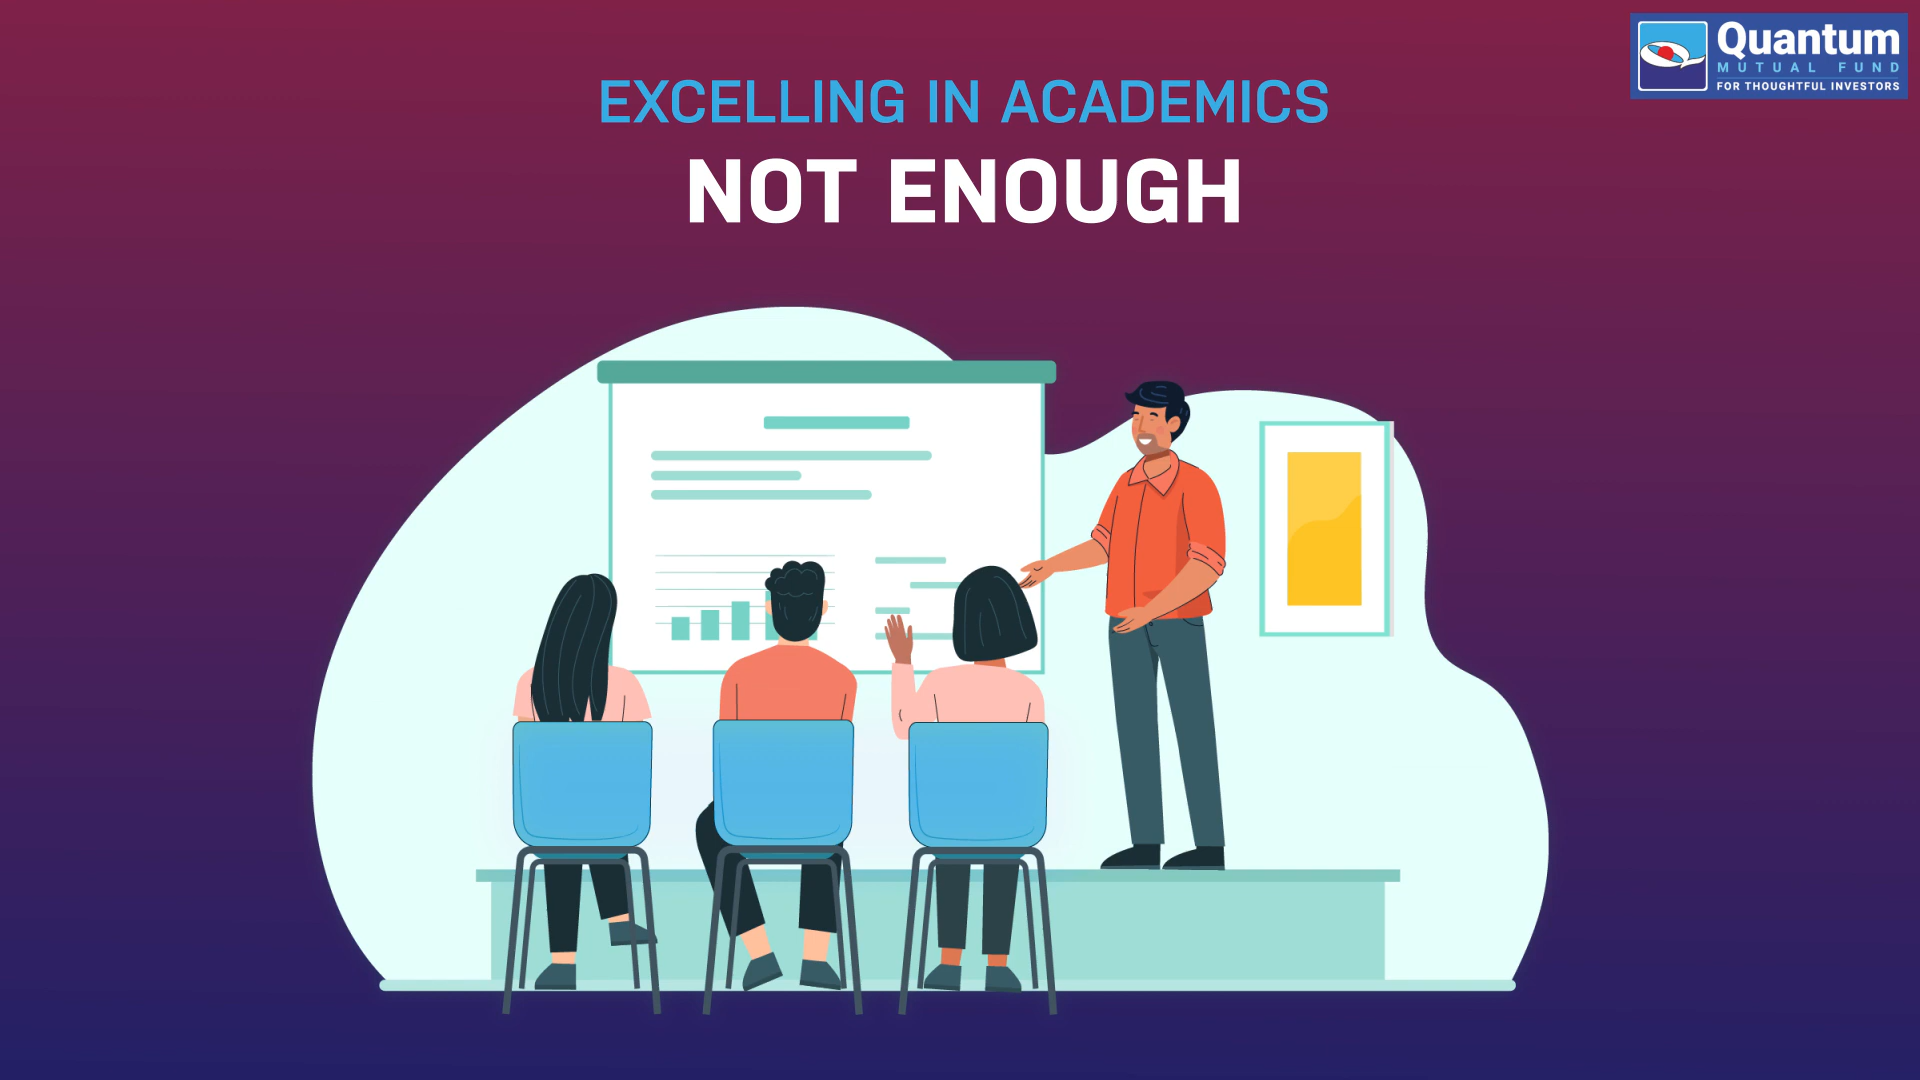 EXCELLING IN ACADEMICS
NOT ENOUGH
Quantum
MUTUAL FUND
FOR THOUGHTFUL INVESTORS